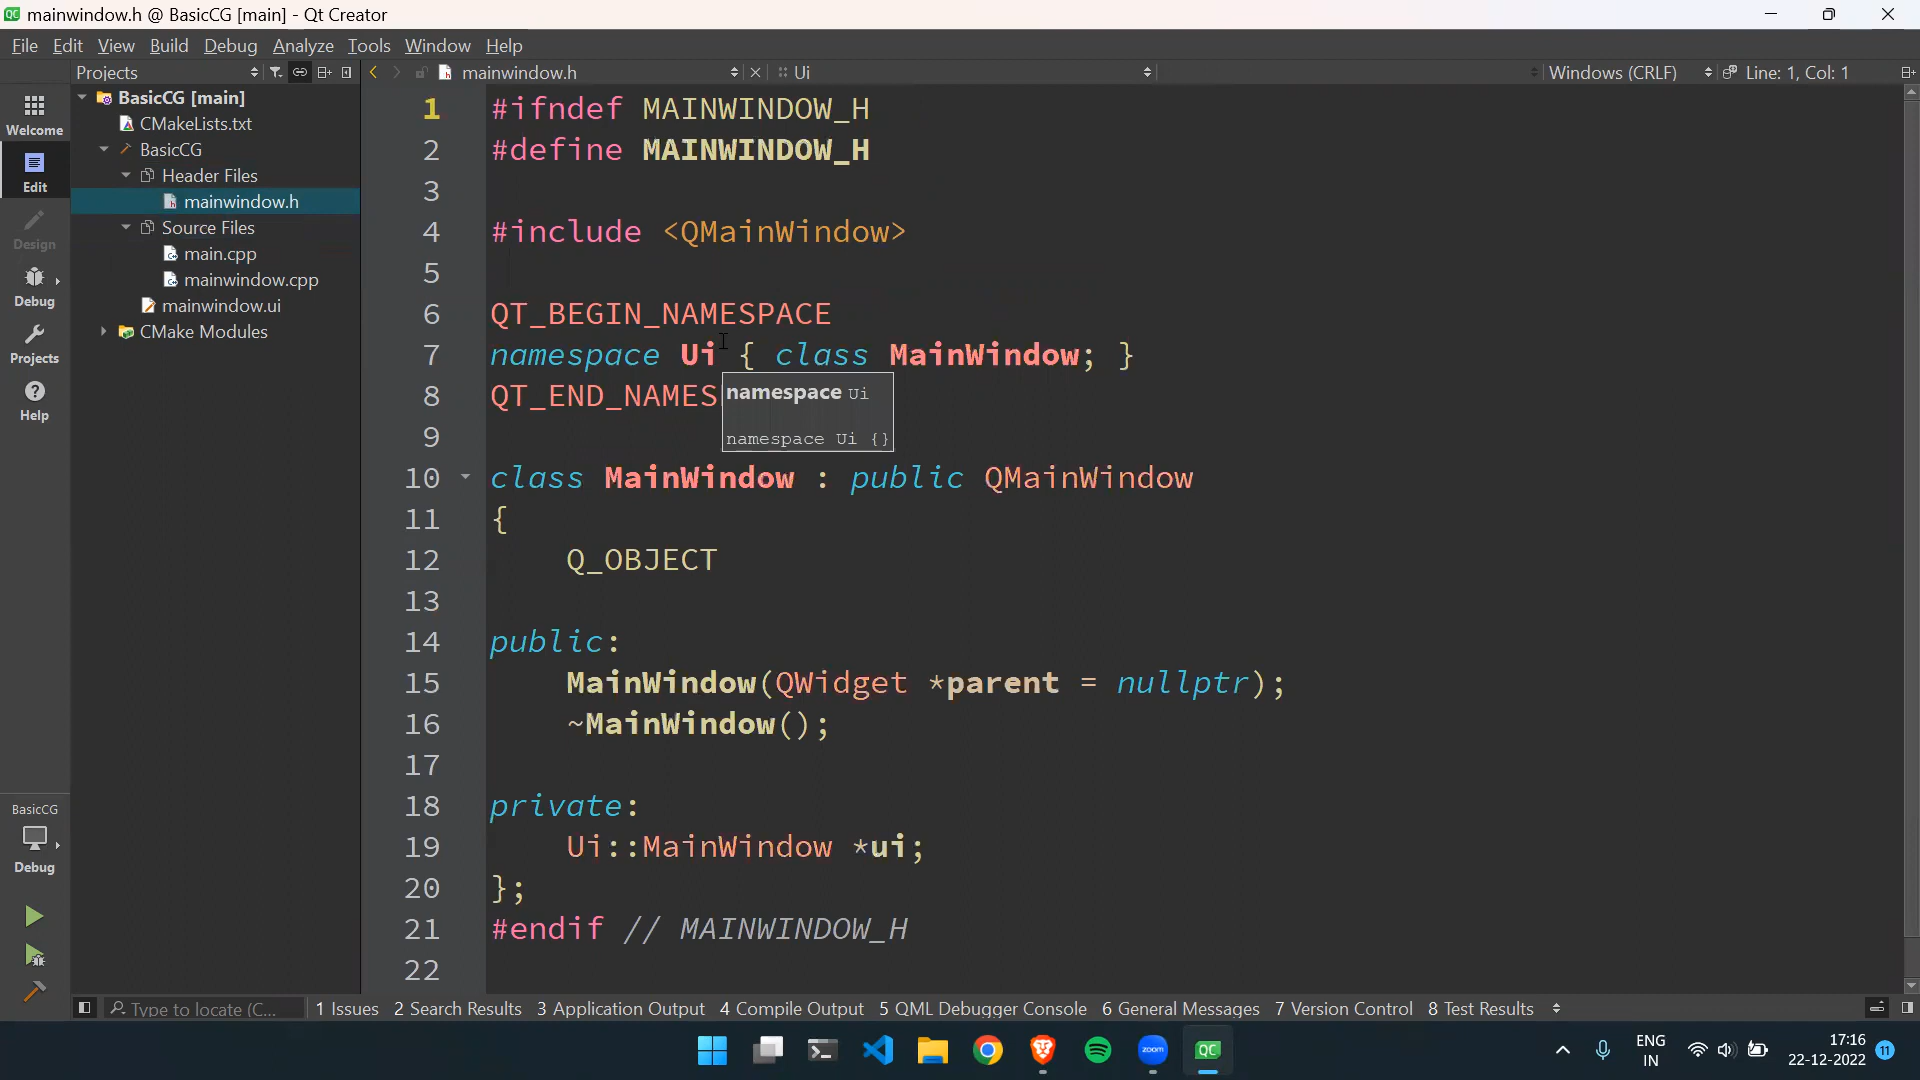 mainwindow.h @ BasicCG [main] - Qt Creator
File Edit View Build Debug Analyze Tools Window Help
Projects
mainwindow.h
Ui
Windows (CRLF)
Line: 1, Col: 1
Welcome
Edit
Design
Debug
Projects
Help
BasicCG
Debug
BasicCG [main]
CMakeLists.txt
BasicCG
Header Files
mainwindow.h
Source Files
main.cpp
mainwindow.cpp
mainwindow.ui
CMake Modules
1 #ifndef MAINWINDOW_H
2 #define MAINWINDOW_H
3
4 #include <QMainWindow>
5
6 QT_BEGIN_NAMESPACE
7 namespace Ui { class MainWindow; }
8 QT_END_NAMES
namespace Ui
namespace Ui {}
9
10 class MainWindow : public QMainWindow
11 {
12 Q_OBJECT
13
14 public:
15 MainWindow(QWidget *parent = nullptr);
16 ~MainWindow();
17
18 private:
19 Ui::MainWindow *ui;
20 };
21 #endif // MAINWINDOW_H
22
Type to locate (C...
1 Issues 2 Search Results 3 Application Output 4 Compile Output 5 QML Debugger Console 6 General Messages 7 Version Control 8 Test Results
zoom
QC
ENG
IN
17:16
22-12-2022
11